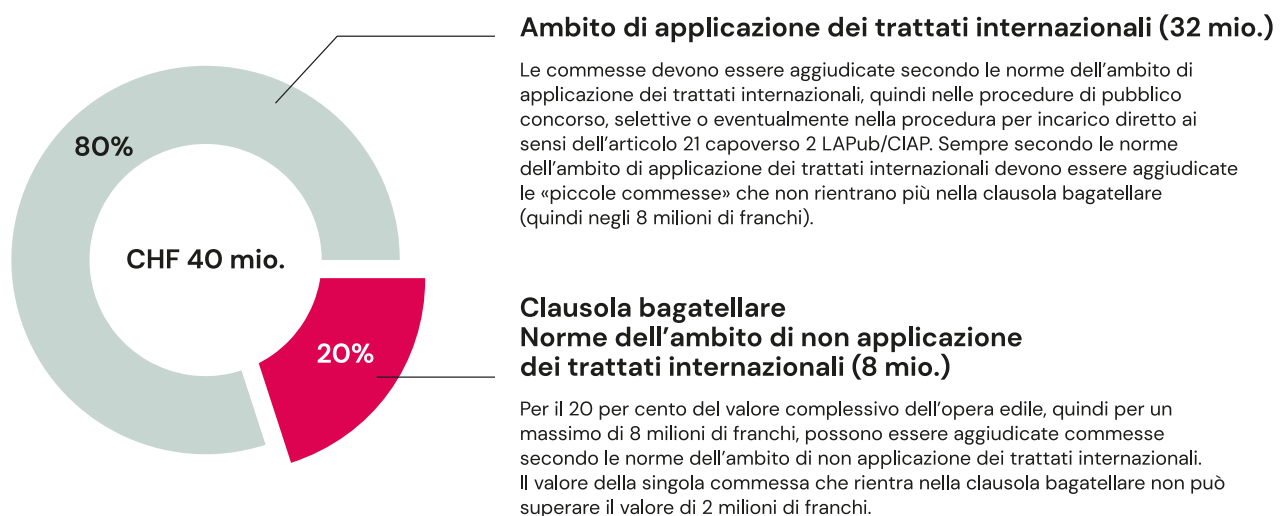 Ambito di applicazione dei trattati internazionali (32 mio.)
Le commesse devono essere aggiudicate secondo le norme dell’ambito di
applicazione dei trattati internazionali, quindi nelle procedure di pubblico
concorso, selettive o eventualmente nella procedura per incarico diretto ai
sensi dell’articolo 21 capoverso 2 LAPub/CIAP. Sempre secondo le norme
dell’ambito di applicazione dei trattati internazionali devono essere aggiudicate
le «piccole commesse» che non rientrano più nella clausola bagatellare
(quindi negli 8 milioni di franchi).
80%
CHF 40 mio.
20%
Clausola bagatellare
Norme dell’ambito di non applicazione
dei trattati internazionali (8 mio.)
Per il 20 per cento del valore complessivo dell’opera edile, quindi per un
massimo di 8 milioni di franchi, possono essere aggiudicate commesse
secondo le norme dell’ambito di non applicazione dei trattati internazionali.
Il valore della singola commessa che rientra nella clausola bagatellare non può
superare il valore di 2 milioni di franchi.